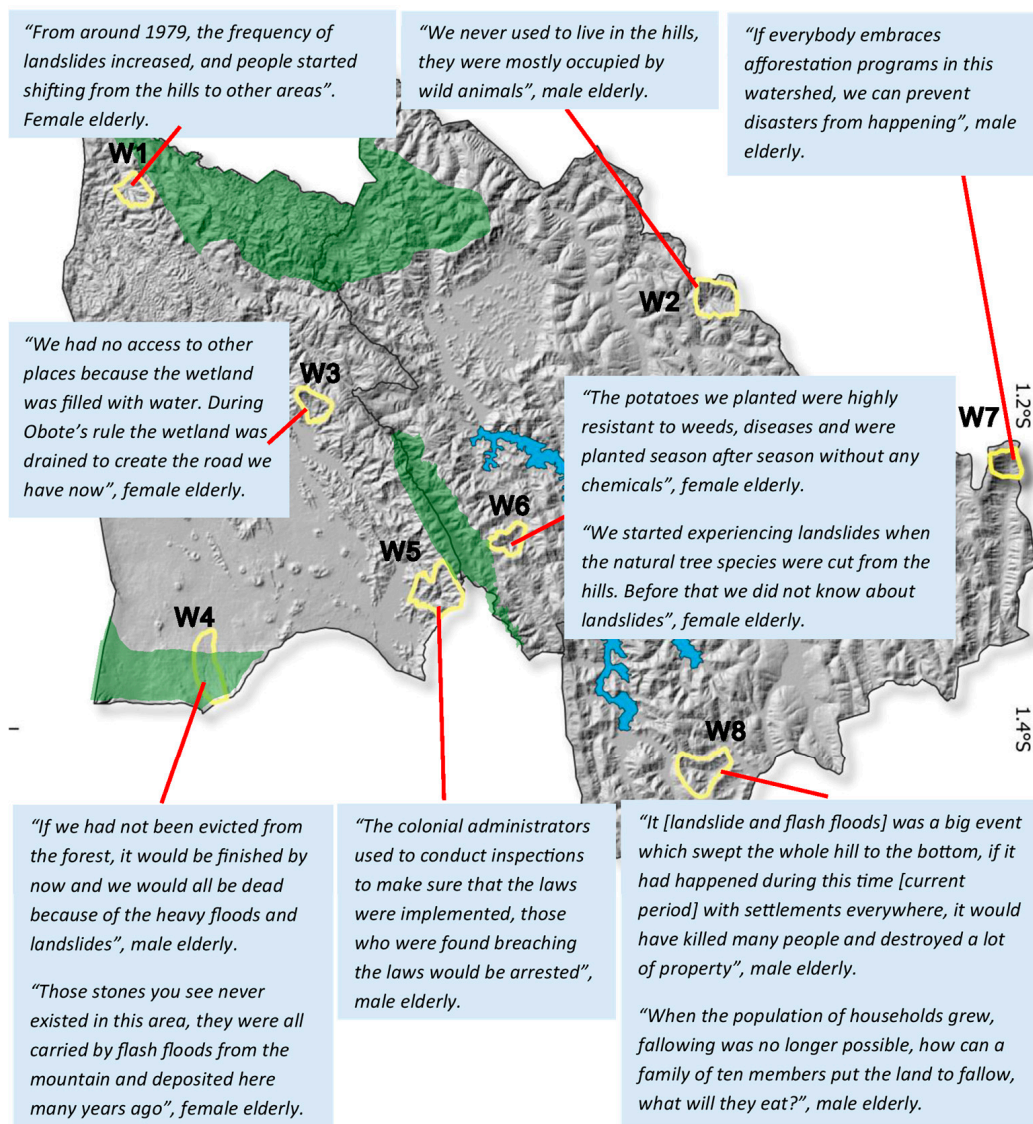 “From around 1979, the frequency of
landslides increased, and people started
shifting from the hills to other areas”.
Female elderly.
“We never used to live in the hills,
they were mostly occupied by
wild animals”, male elderly.
“If everybody embraces
afforestation programs in this
watershed, we can prevent
disasters from happening”, male
elderly.
W1
W2
“We had no access to other
places because the wetland
was filled with water. During
Obote’s rule the wetland was
drained to create the road we
have now”, female elderly.
W3
“The potatoes we planted were highly
resistant to weeds, diseases and were
planted season after season without any
chemicals”, female elderly.
“We started experiencing landslides when
the natural tree species were cut from the
hills. Before that we did not know about
landslides”, female elderly.
W7
1.2°S
W6
W5
W4
W8
1.4°S
“If we had not been evicted from
the forest, it would be finished by
now and we would all be dead
because of the heavy floods and
landslides”, male elderly.
“Those stones you see never
existed in this area, they were all
carried by flash floods from the
mountain and deposited here
many years ago”, female elderly.
“The colonial administrators
used to conduct inspections
to make sure that the laws
were implemented, those
who were found breaching
the laws would be arrested”,
male elderly.
“It [landslide and flash floods] was a big event
which swept the whole hill to the bottom, if it
had happened during this time [current
period] with settlements everywhere, it would
have killed many people and destroyed a lot
of property”, male elderly.
“When the population of households grew,
fallowing was no longer possible, how can a
family of ten members put the land to fallow,
what will they eat?”, male elderly.